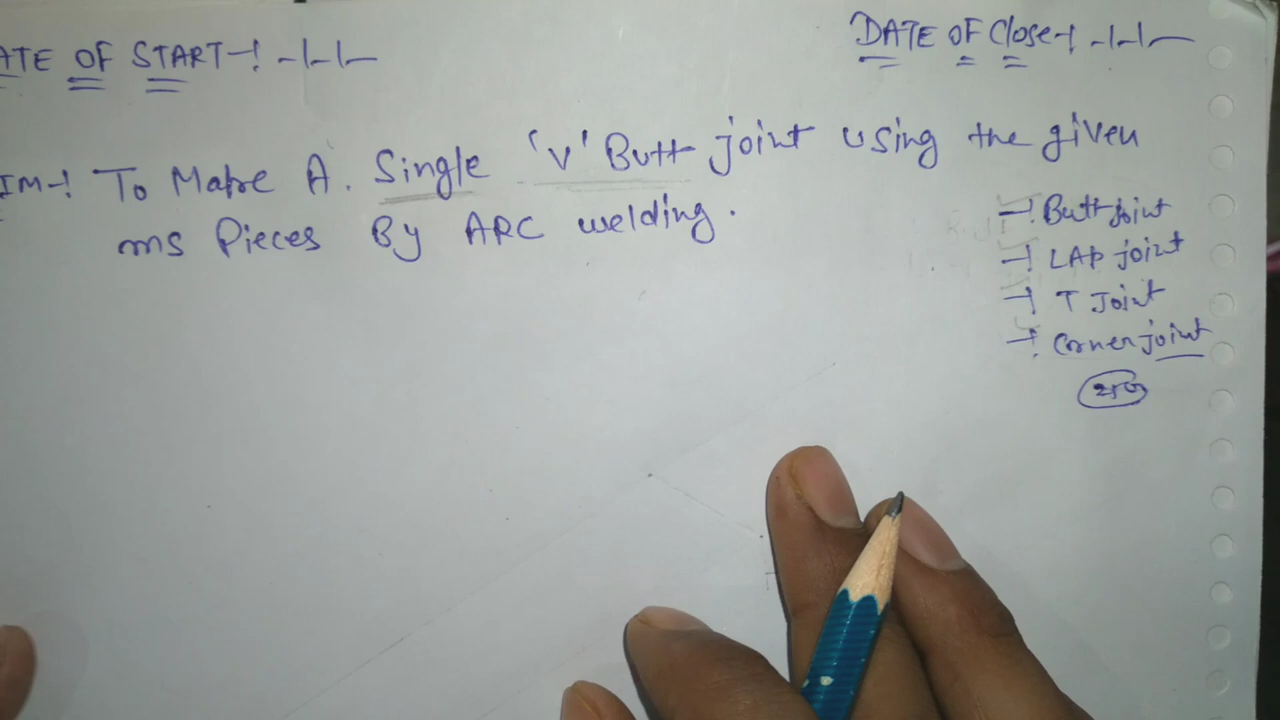 ATE OF START-! -/-/-
DATE OF Close-! -/-/-
IM-! To Make A. Single 'V' Butt joint using the given
ms Pieces By ARC welding.
-! Butt joint
-! LAP joint
-! T Joint
-! Corner joint